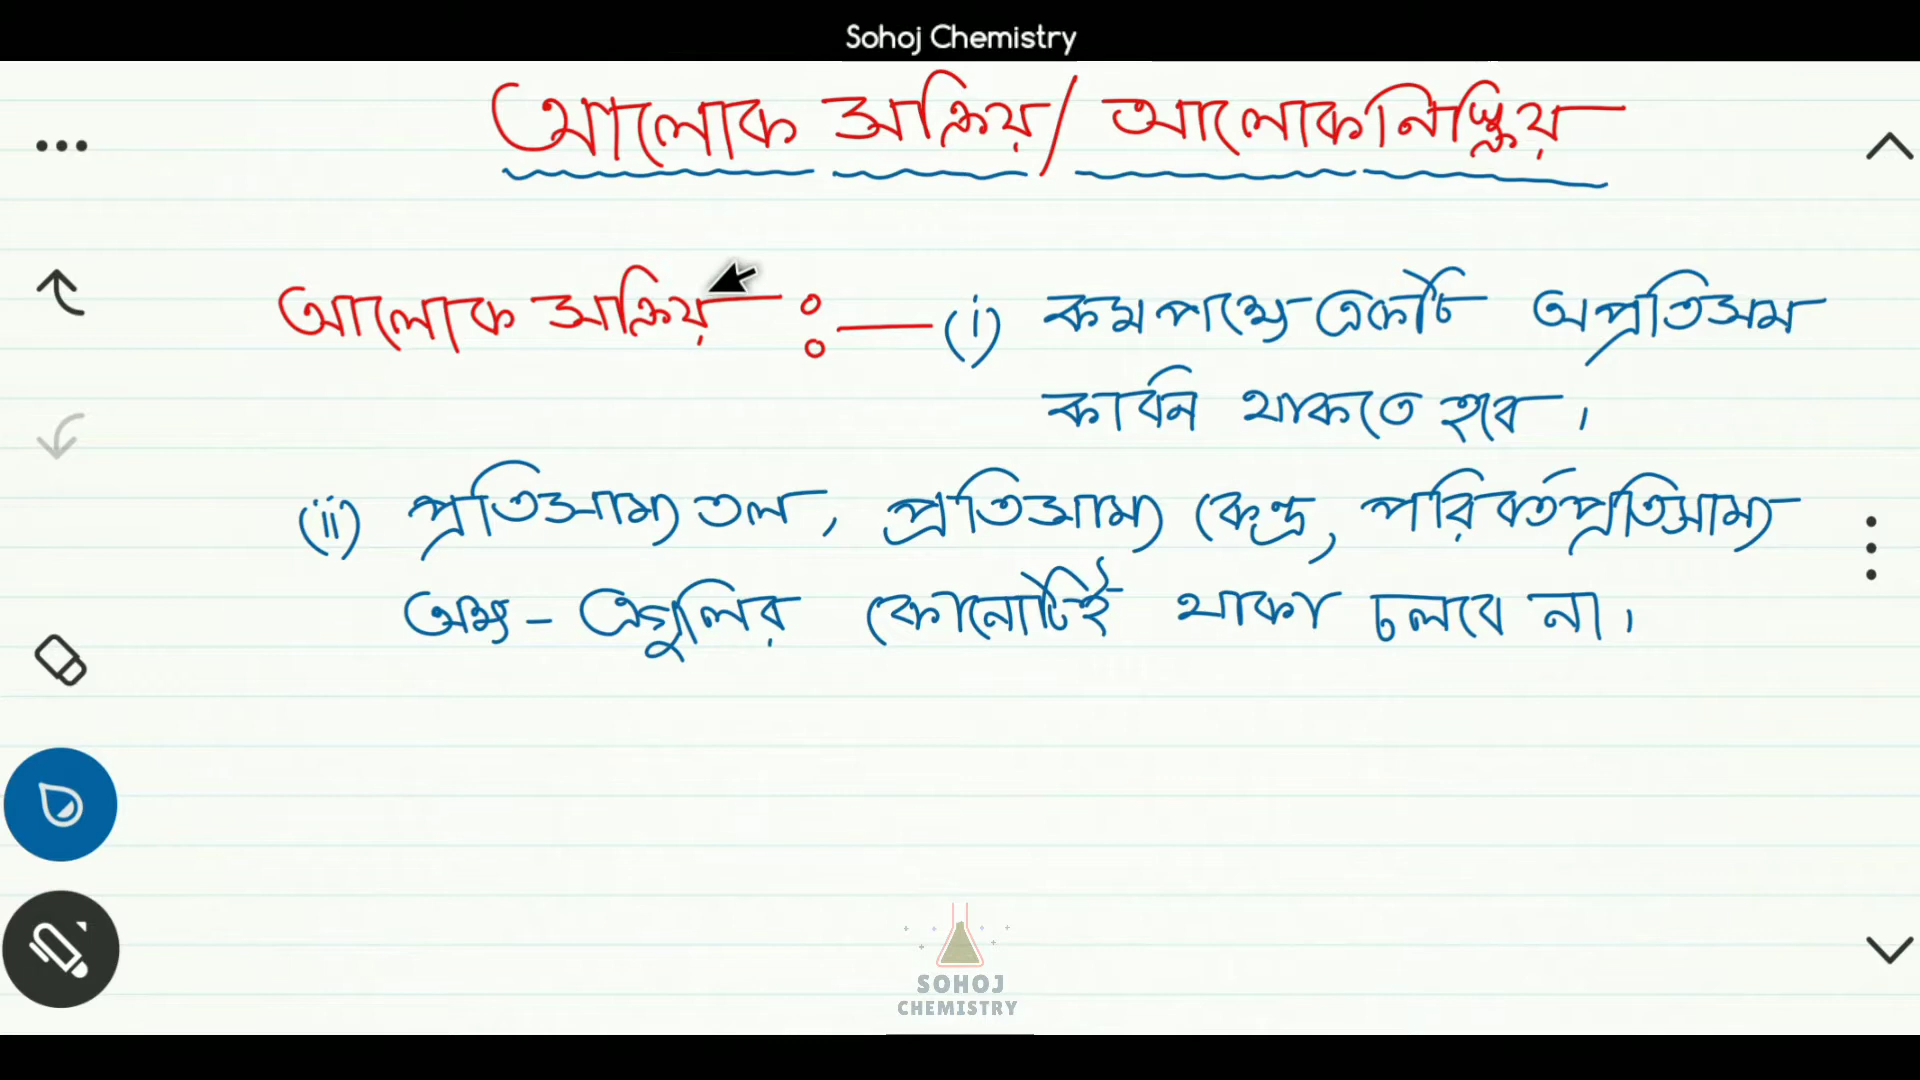 Sohoj Chemistry
আলোক সক্রিয়/ আলোকনিষ্ক্রিয়
আলোক সক্রিয় :— (i) কমপক্ষে একটি অপ্রতিসম
কার্বন থাকতে হবে।
(ii) প্রতিসাম্য তল, প্রতিসাম্য কেন্দ্র, পরিবর্ত প্রতিসাম্য
অক্ষ - এগুলির কোনোটিই থাকা চলবে না।
SOHOJ
CHEMISTRY